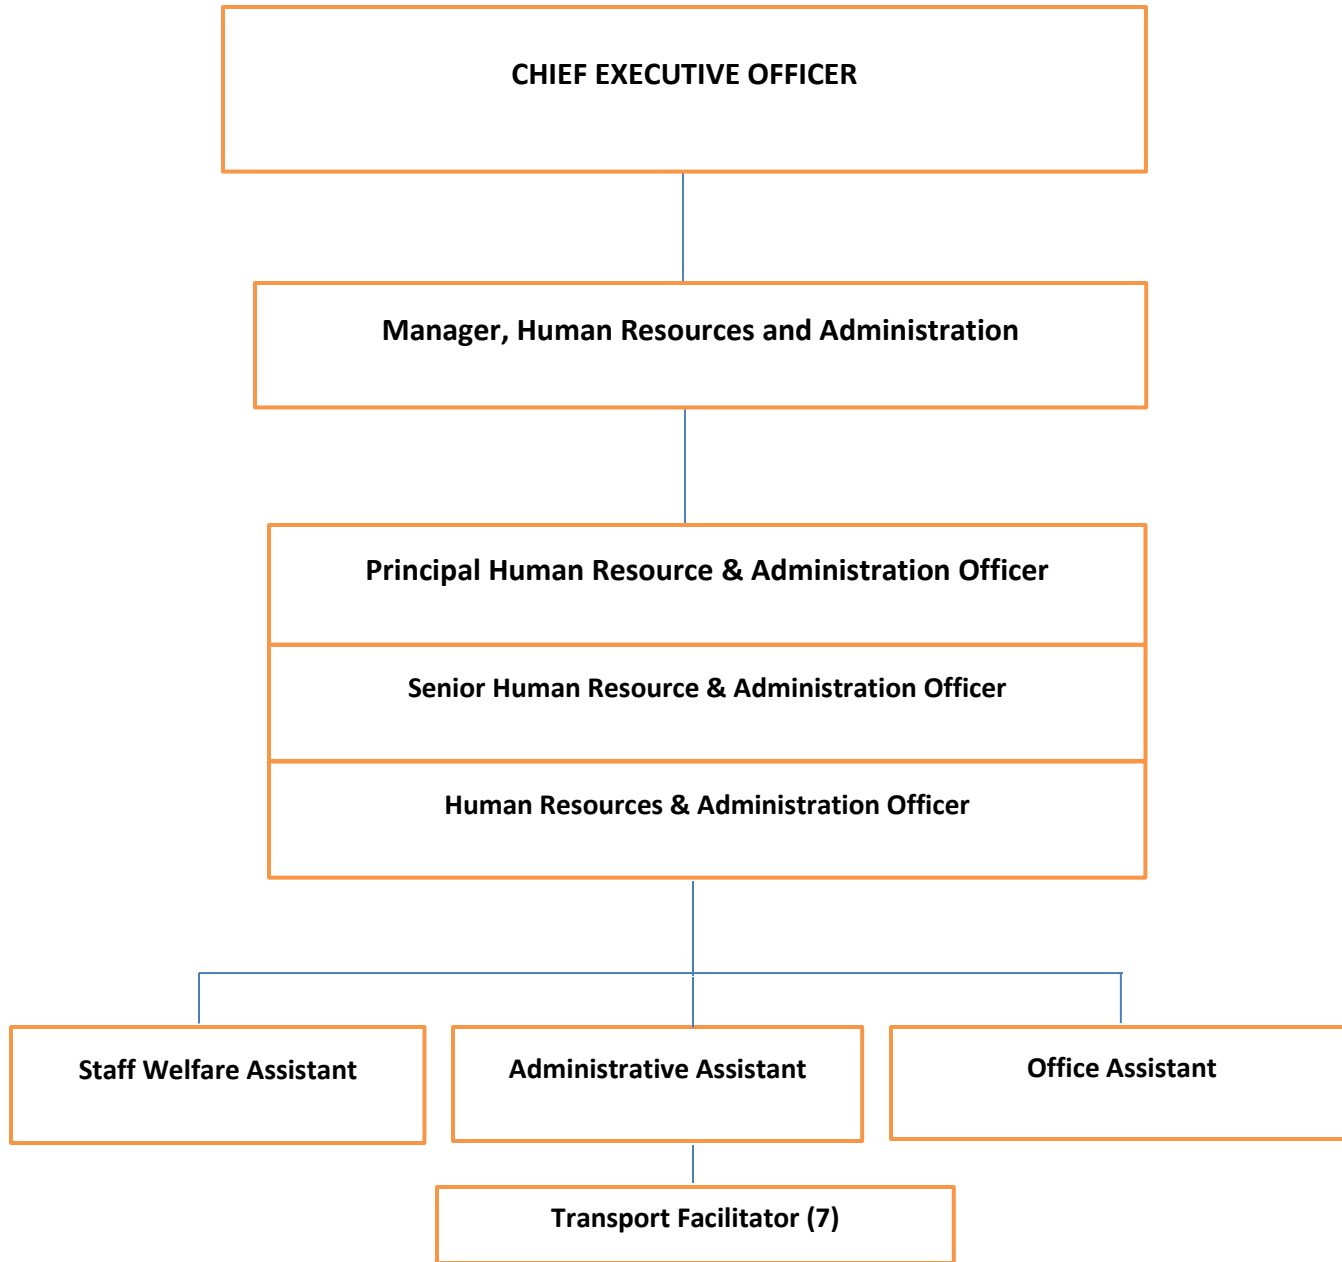 CHIEF EXECUTIVE OFFICER
Manager, Human Resources and Administration
Principal Human Resource & Administration Officer
Senior Human Resource & Administration Officer
Human Resources & Administration Officer
Staff Welfare Assistant
Administrative Assistant
Office Assistant
Transport Facilitator (7)